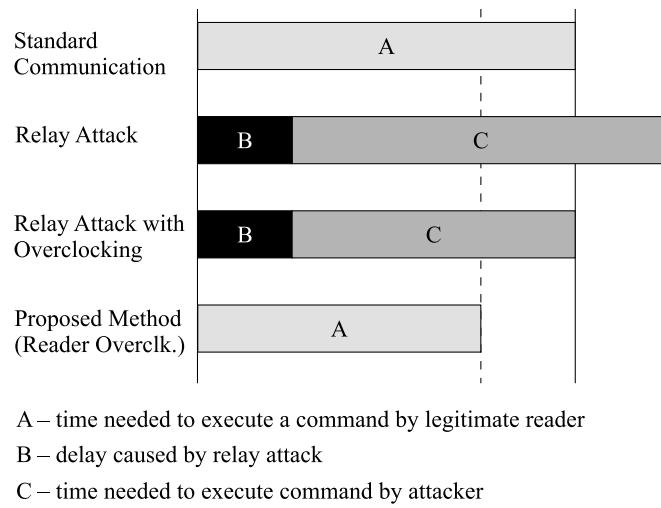 Standard
Communication
A
Relay Attack
B
C
Relay Attack with
Overclocking
B
C
Proposed Method
(Reader Overclk.)
A
A – time needed to execute a command by legitimate reader
B – delay caused by relay attack
C – time needed to execute command by attacker